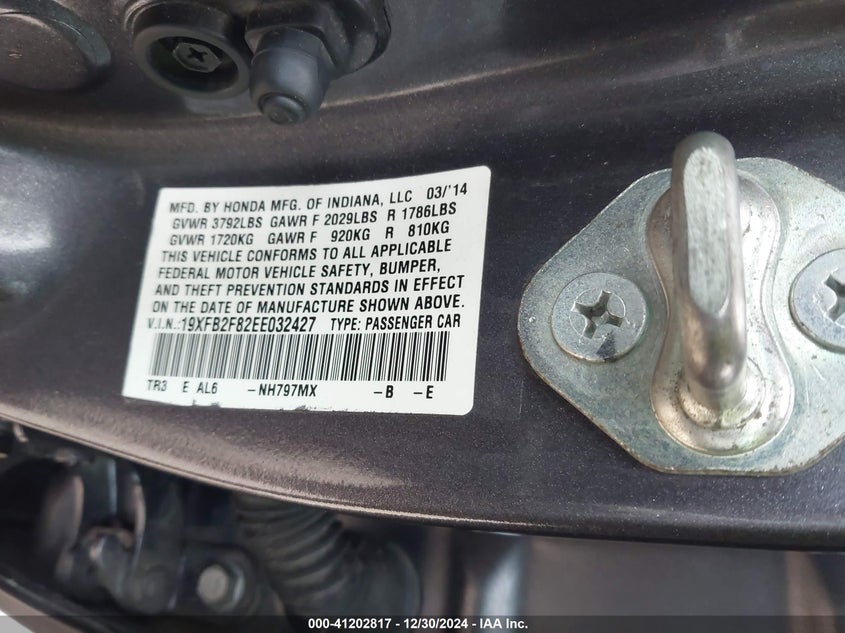 MFD. BY HONDA MFG. OF INDIANA, LLC 03/'14
GVWR 3792LBS GAWR F 2029LBS R 1786LBS
GVWR 1720KG GAWR F 920KG R 810KG
THIS VEHICLE CONFORMS TO ALL APPLICABLE
FEDERAL MOTOR VEHICLE SAFETY, BUMPER,
AND THEFT PREVENTION STANDARDS IN EFFECT
ON THE DATE OF MANUFACTURE SHOWN ABOVE.
V.I.N.:19XFB2F82EE032427 TYPE: PASSENGER CAR
TR3 E AL6 -NH797MX -B -E
000-41202817 / 12/30/2024 - IAA Inc.